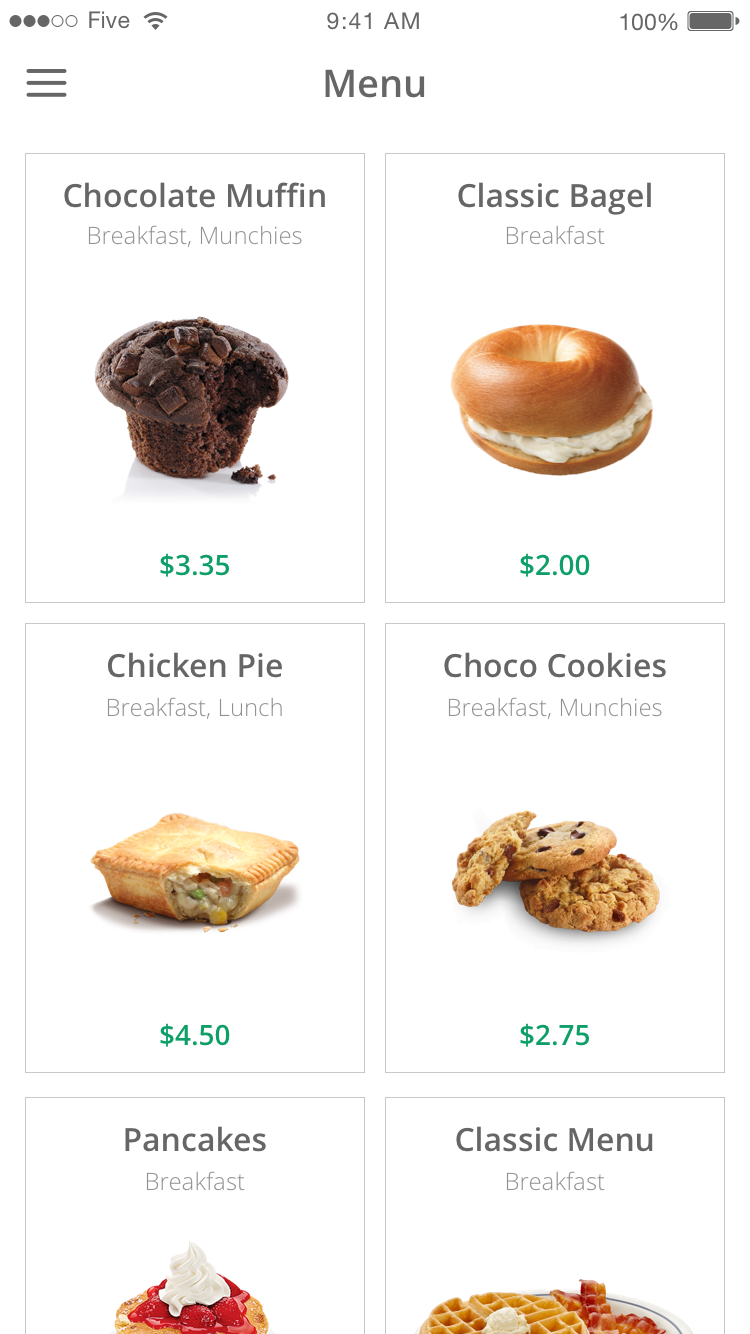 Five 9:41 AM 100%
Menu
Chocolate Muffin
Breakfast, Munchies
$3.35
Classic Bagel
Breakfast
$2.00
Chicken Pie
Breakfast, Lunch
$4.50
Choco Cookies
Breakfast, Munchies
$2.75
Pancakes
Breakfast
Classic Menu
Breakfast